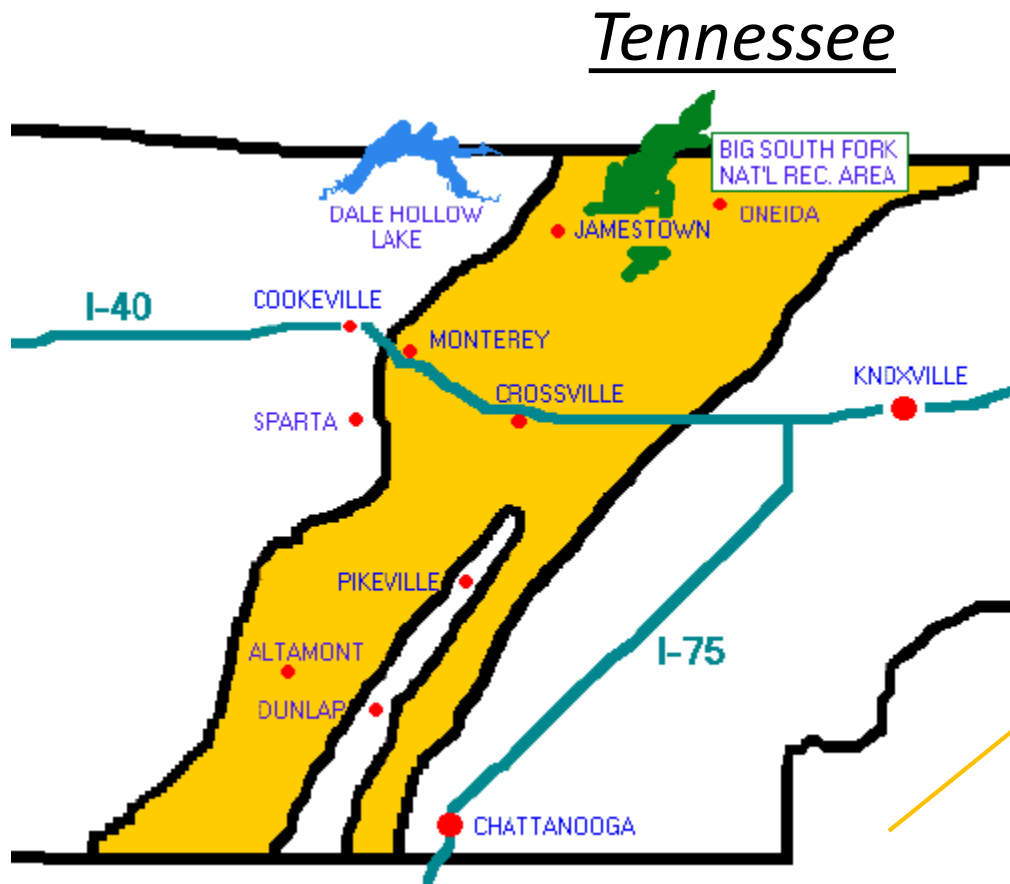 Tennessee
BIG SOUTH FORK
NAT'L REC. AREA
DALE HOLLOW
LAKE
ONEIDA
JAMESTOWN
I-40
COOKEVILLE
MONTEREY
KNOXVILLE
CROSSVILLE
SPARTA
PIKEVILLE
ALTAMONT
I-75
DUNLAP
CHATTANOOGA